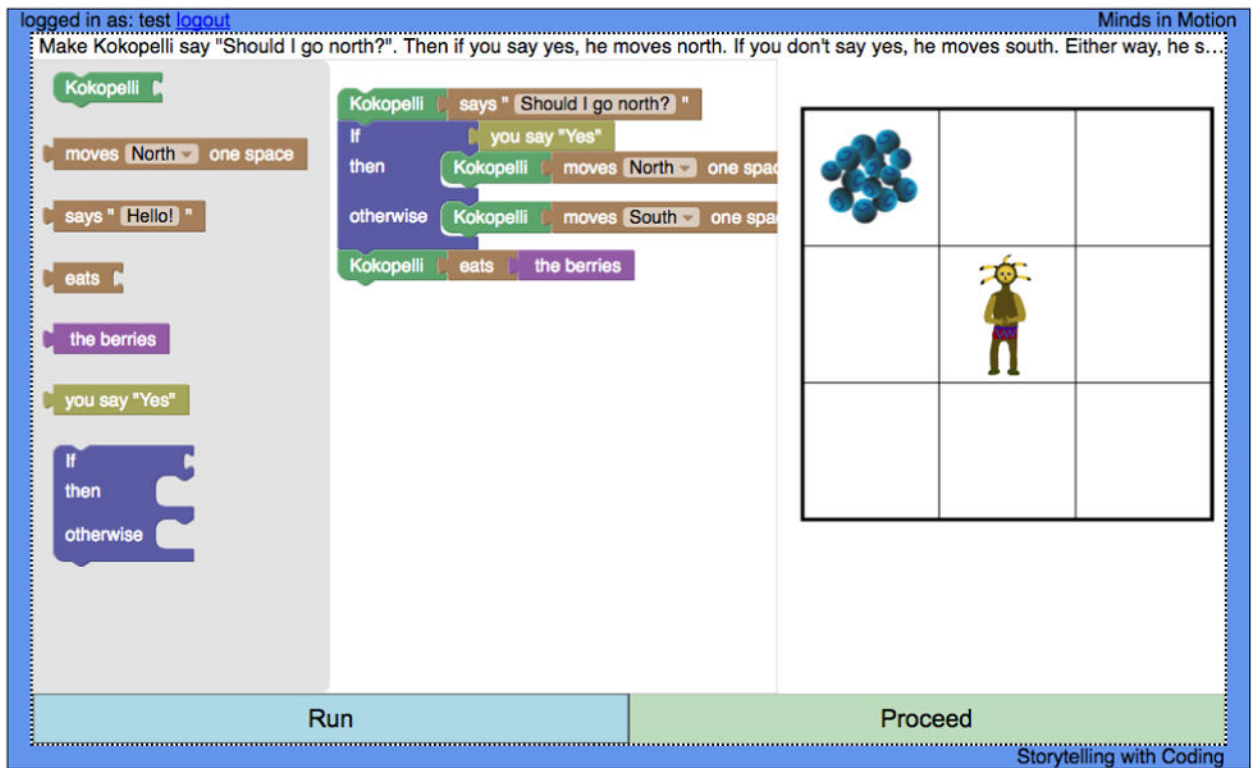 logged in as: test logout
Minds in Motion
Make Kokopelli say "Should I go north?". Then if you say yes, he moves north. If you don't say yes, he moves south. Either way, he s...
Kokopelli
moves North one space
says " Hello! "
eats
the berries
you say "Yes"
If
then
otherwise
Kokopelli says " Should I go north? "
If you say "Yes"
then Kokopelli moves North one spac
otherwise Kokopelli moves South one spa
Kokopelli eats the berries
Run
Proceed
Storytelling with Coding